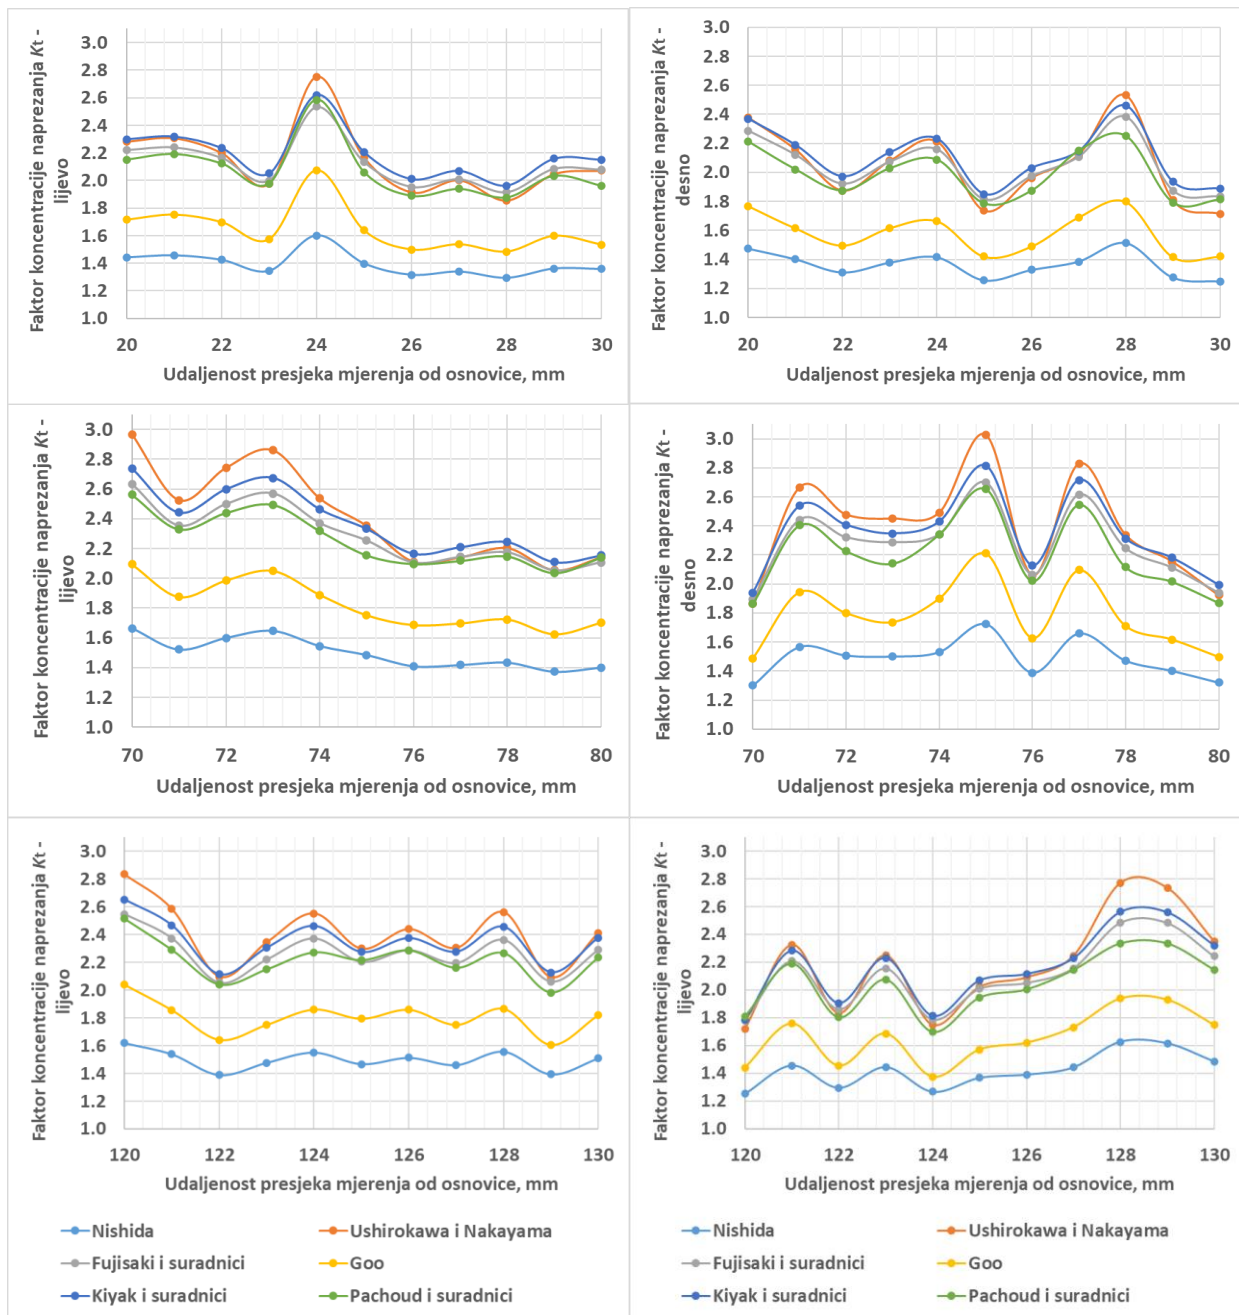 Faktor koncentracije naprezanja Kt -
lijevo
3.0
2.8
2.6
2.4
2.2
2.0
1.8
1.6
1.4
1.2
1.0
20 22 24 26 28 30
Udaljenost presjeka mjerenja od osnovice, mm
Faktor koncentracije naprezanja Kt -
desno
3.0
2.8
2.6
2.4
2.2
2.0
1.8
1.6
1.4
1.2
1.0
20 22 24 26 28 30
Udaljenost presjeka mjerenja od osnovice, mm
Faktor koncentracije naprezanja Kt -
lijevo
3.0
2.8
2.6
2.4
2.2
2.0
1.8
1.6
1.4
1.2
1.0
70 72 74 76 78 80
Udaljenost presjeka mjerenja od osnovice, mm
Faktor koncentracije naprezanja Kt -
desno
3.0
2.8
2.6
2.4
2.2
2.0
1.8
1.6
1.4
1.2
1.0
70 72 74 76 78 80
Udaljenost presjeka mjerenja od osnovice, mm
Faktor koncentracije naprezanja Kt -
lijevo
3.0
2.8
2.6
2.4
2.2
2.0
1.8
1.6
1.4
1.2
1.0
120 122 124 126 128 130
Udaljenost presjeka mjerenja od osnovice, mm
Nishida Ushirokawa i Nakayama
Fujisaki i suradnici Goo
Kiyak i suradnici Pachoud i suradnici
Faktor koncentracije naprezanja Kt -
desno
3.0
2.8
2.6
2.4
2.2
2.0
1.8
1.6
1.4
1.2
1.0
120 122 124 126 128 130
Udaljenost presjeka mjerenja od osnovice, mm
Nishida Ushirokawa i Nakayama
Fujisaki i suradnici Goo
Kiyak i suradnici Pachoud i suradnici